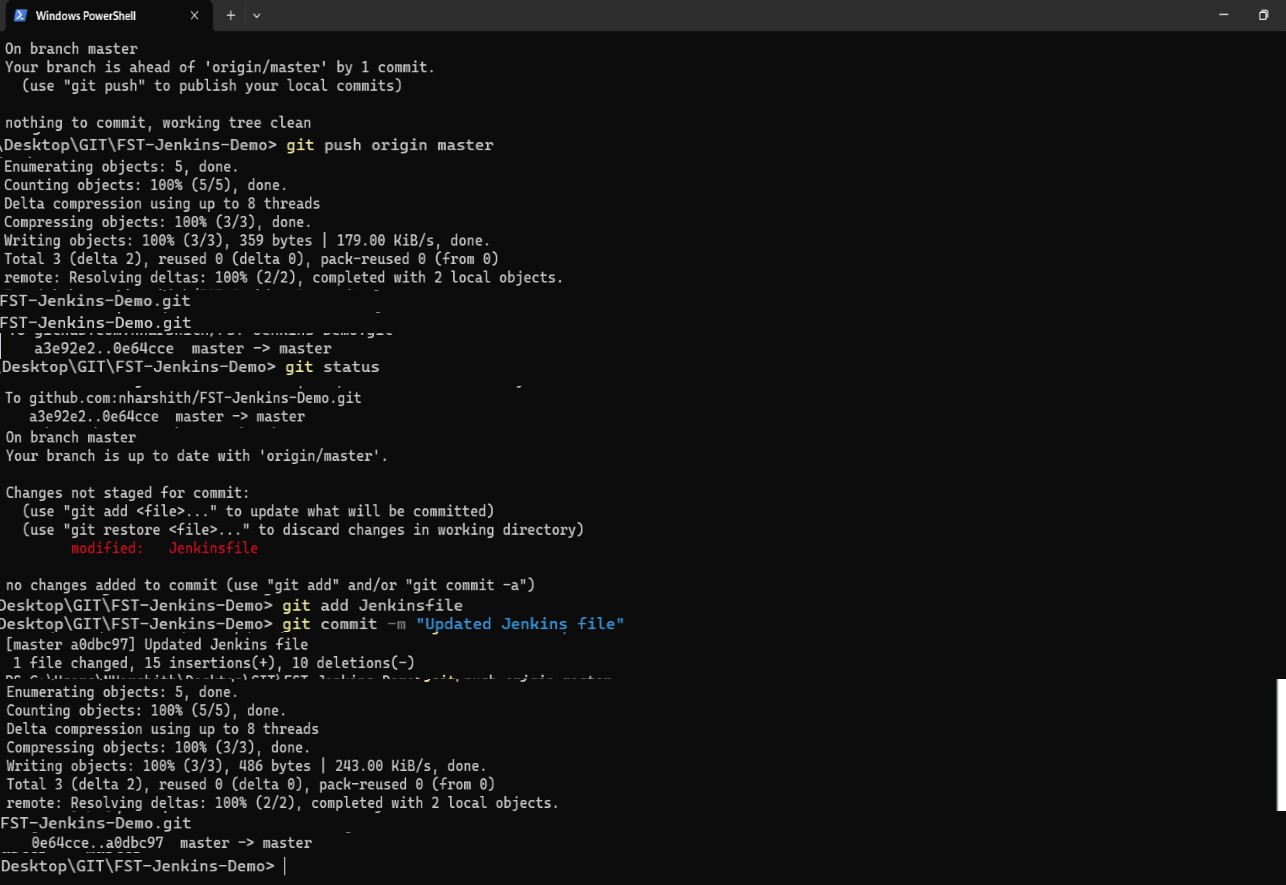 Windows PowerShell
On branch master
Your branch is ahead of 'origin/master' by 1 commit.
(use "git push" to publish your local commits)
nothing to commit, working tree clean
\Desktop\GIT\FST-Jenkins-Demo> git push origin master
Enumerating objects: 5, done.
Counting objects: 100% (5/5), done.
Delta compression using up to 8 threads
Compressing objects: 100% (3/3), done.
Writing objects: 100% (3/3), 359 bytes | 179.00 KiB/s, done.
Total 3 (delta 2), reused 0 (delta 0), pack-reused 0 (from 0)
remote: Resolving deltas: 100% (2/2), completed with 2 local objects.
FST-Jenkins-Demo.git
FST-Jenkins-Demo.git
a3e92e2..0e64cce master -> master
Desktop\GIT\FST-Jenkins-Demo> git status
To github.com:nharshith/FST-Jenkins-Demo.git
a3e92e2..0e64cce master -> master
On branch master
Your branch is up to date with 'origin/master'.
Changes not staged for commit:
(use "git add <file>..." to update what will be committed)
(use "git restore <file>..." to discard changes in working directory)
modified: Jenkinsfile
no changes added to commit (use "git add" and/or "git commit -a")
Desktop\GIT\FST-Jenkins-Demo> git add Jenkinsfile
Desktop\GIT\FST-Jenkins-Demo> git commit -m "Updated Jenkins file"
[master a0dbc97] Updated Jenkins file
1 file changed, 15 insertions(+), 10 deletions(-)
Enumerating objects: 5, done.
Counting objects: 100% (5/5), done.
Delta compression using up to 8 threads
Compressing objects: 100% (3/3), done.
Writing objects: 100% (3/3), 486 bytes | 243.00 KiB/s, done.
Total 3 (delta 2), reused 0 (delta 0), pack-reused 0 (from 0)
remote: Resolving deltas: 100% (2/2), completed with 2 local objects.
FST-Jenkins-Demo.git
0e64cce..a0dbc97 master -> master
Desktop\GIT\FST-Jenkins-Demo>